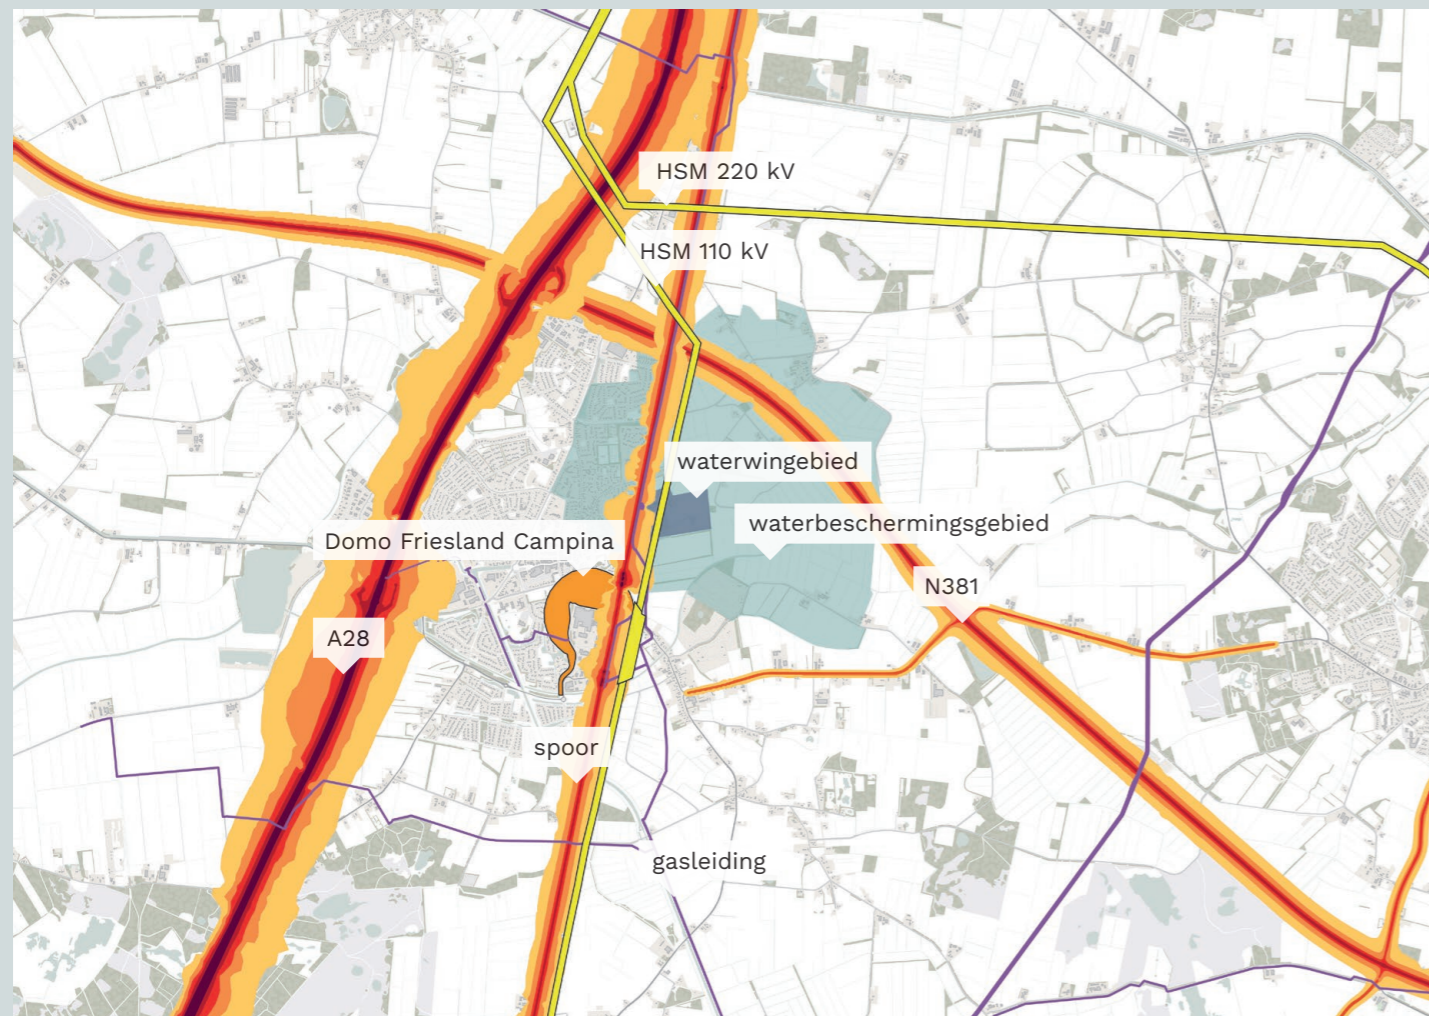 HSM 220 kV
HSM 110 kV
waterwingebied
waterbeschermingsgebied
Domo Friesland Campina
N381
A28
spoor
gasleiding